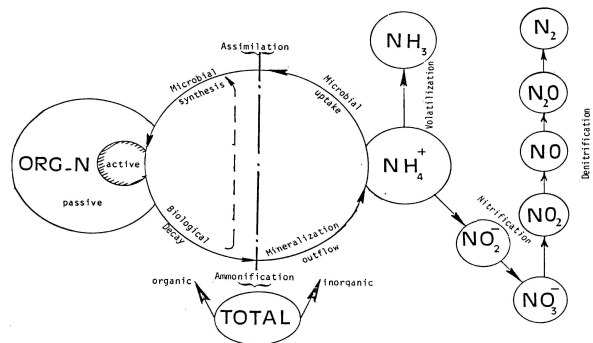 Assimilation
Microbial
synthesis
Microbial
uptake
NH3
Volatilization
N2
N2O
NO
NO2
Denitrification
ORG_N
active
passive
NH4+
Biological
Decay
Mineralization
outflow
Nitrification
NO2-
NO3-
Ammonification
organic
inorganic
TOTAL